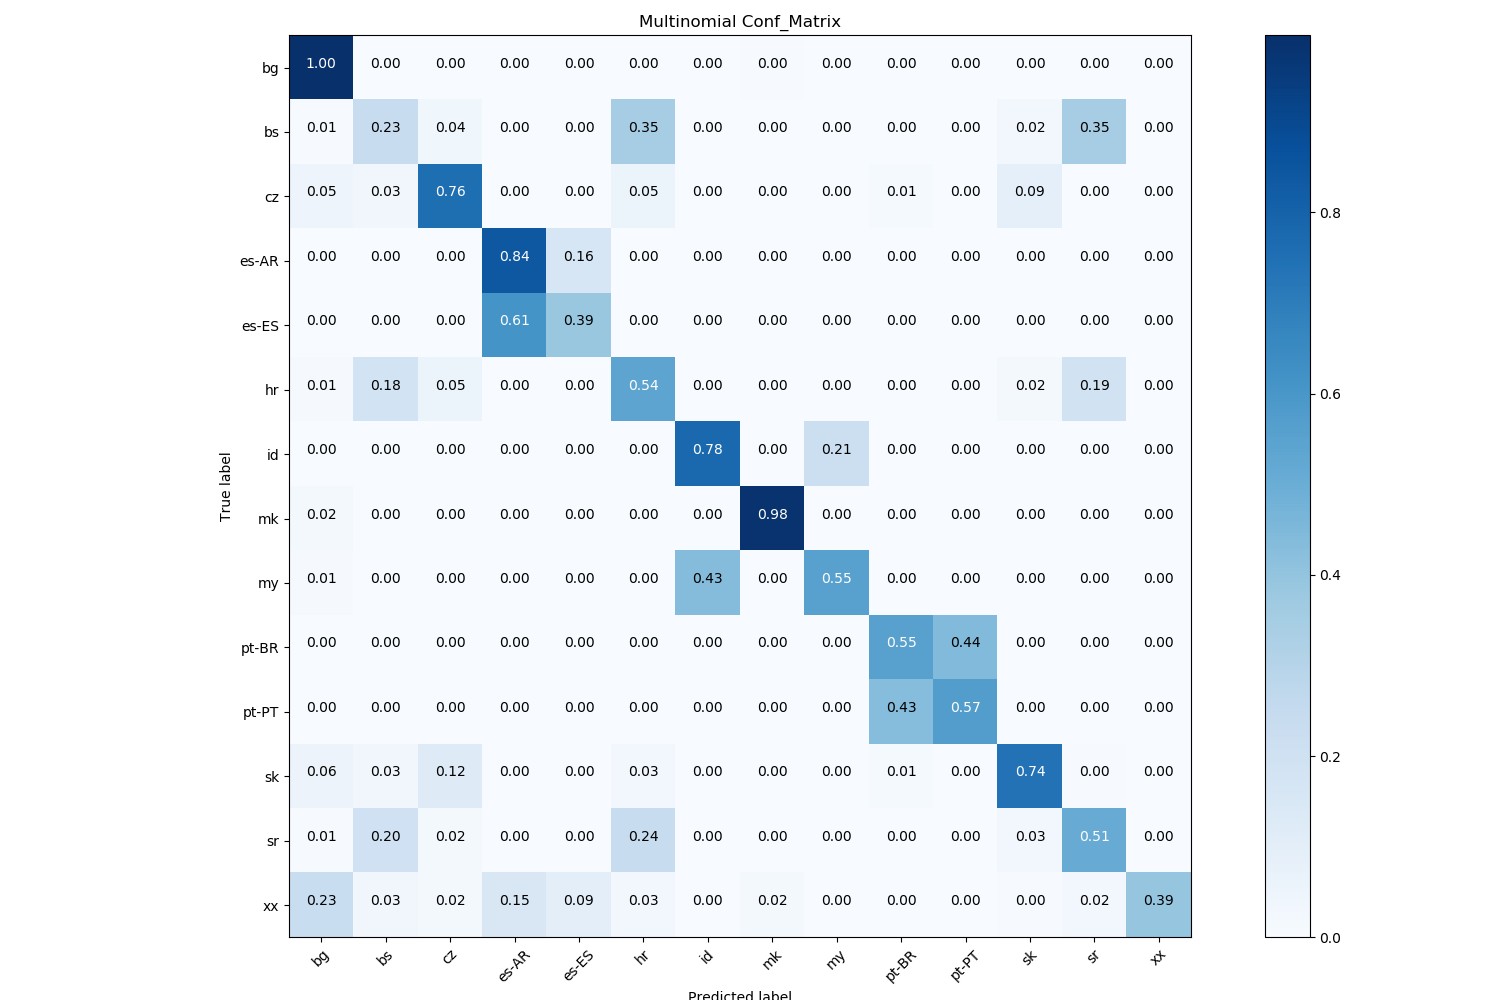 Multinomial Conf_Matrix
bg 1.00 0.00 0.00 0.00 0.00 0.00 0.00 0.00 0.00 0.00 0.00 0.00 0.00 0.00
bs 0.01 0.23 0.04 0.00 0.00 0.35 0.00 0.00 0.00 0.00 0.00 0.02 0.35 0.00
cz 0.05 0.03 0.76 0.00 0.00 0.05 0.00 0.00 0.00 0.01 0.00 0.09 0.00 0.00
es-AR 0.00 0.00 0.00 0.84 0.16 0.00 0.00 0.00 0.00 0.00 0.00 0.00 0.00 0.00
es-ES 0.00 0.00 0.00 0.61 0.39 0.00 0.00 0.00 0.00 0.00 0.00 0.00 0.00 0.00
hr 0.01 0.18 0.05 0.00 0.00 0.54 0.00 0.00 0.00 0.00 0.00 0.02 0.19 0.00
id 0.00 0.00 0.00 0.00 0.00 0.00 0.78 0.00 0.21 0.00 0.00 0.00 0.00 0.00
mk 0.02 0.00 0.00 0.00 0.00 0.00 0.00 0.98 0.00 0.00 0.00 0.00 0.00 0.00
my 0.01 0.00 0.00 0.00 0.00 0.00 0.43 0.00 0.55 0.00 0.00 0.00 0.00 0.00
pt-BR 0.00 0.00 0.00 0.00 0.00 0.00 0.00 0.00 0.00 0.55 0.44 0.00 0.00 0.00
pt-PT 0.00 0.00 0.00 0.00 0.00 0.00 0.00 0.00 0.00 0.43 0.57 0.00 0.00 0.00
sk 0.06 0.03 0.12 0.00 0.00 0.03 0.00 0.00 0.00 0.01 0.00 0.74 0.00 0.00
sr 0.01 0.20 0.02 0.00 0.00 0.24 0.00 0.00 0.00 0.00 0.00 0.03 0.51 0.00
xx 0.23 0.03 0.02 0.15 0.09 0.03 0.00 0.02 0.00 0.00 0.00 0.00 0.02 0.39
bg bs cz es-AR es-ES hr id mk my pt-BR pt-PT sk sr xx
True label
Predicted label
0.8
0.6
0.4
0.2
0.0